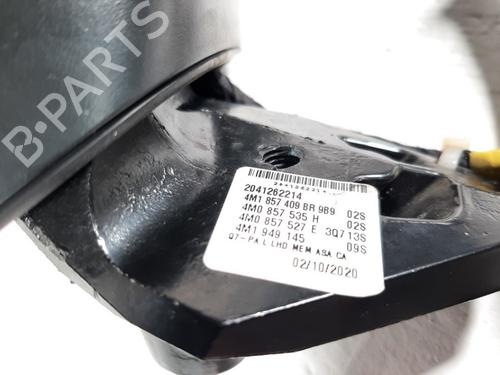 B-PARTS
2041262214
4M1 857 409 BR 9B9 02S
4M0 857 535 H 02S
4M0 857 527 E 3Q7 13S
4M1 949 145 09S
Q7-PA L LHD MEM ASA CA
02/10/2020